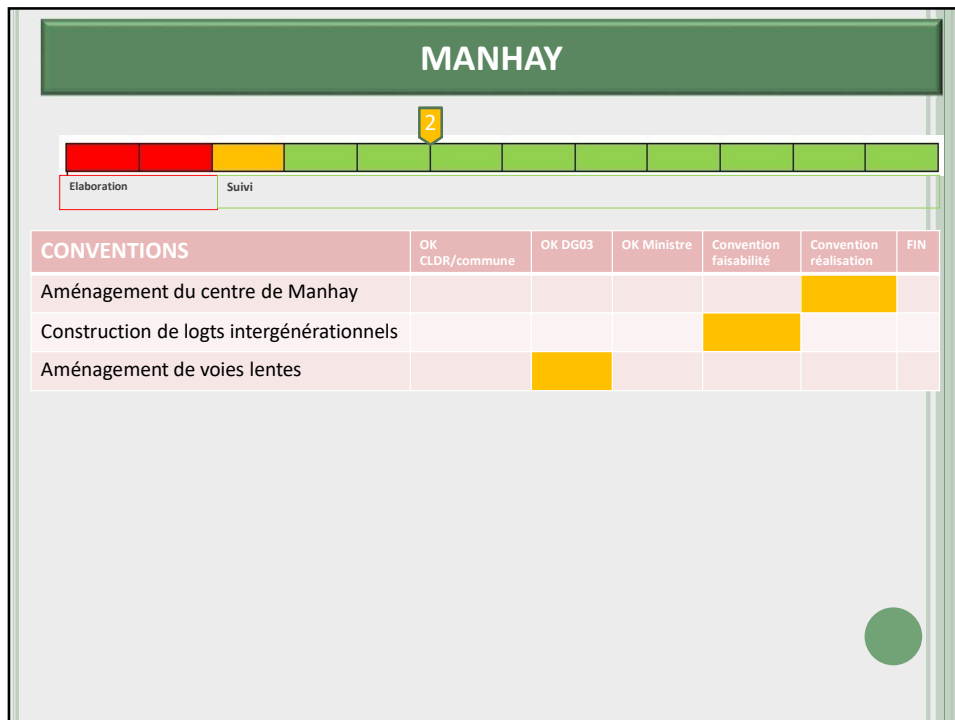 MANHAY
2
Elaboration
Suivi
CONVENTIONS
OK
CLDR/commune
OK DG03
OK Ministre
Convention
faisabilité
Convention
réalisation
FIN
Aménagement du centre de Manhay
Construction de logts intergénérationnels
Aménagement de voies lentes